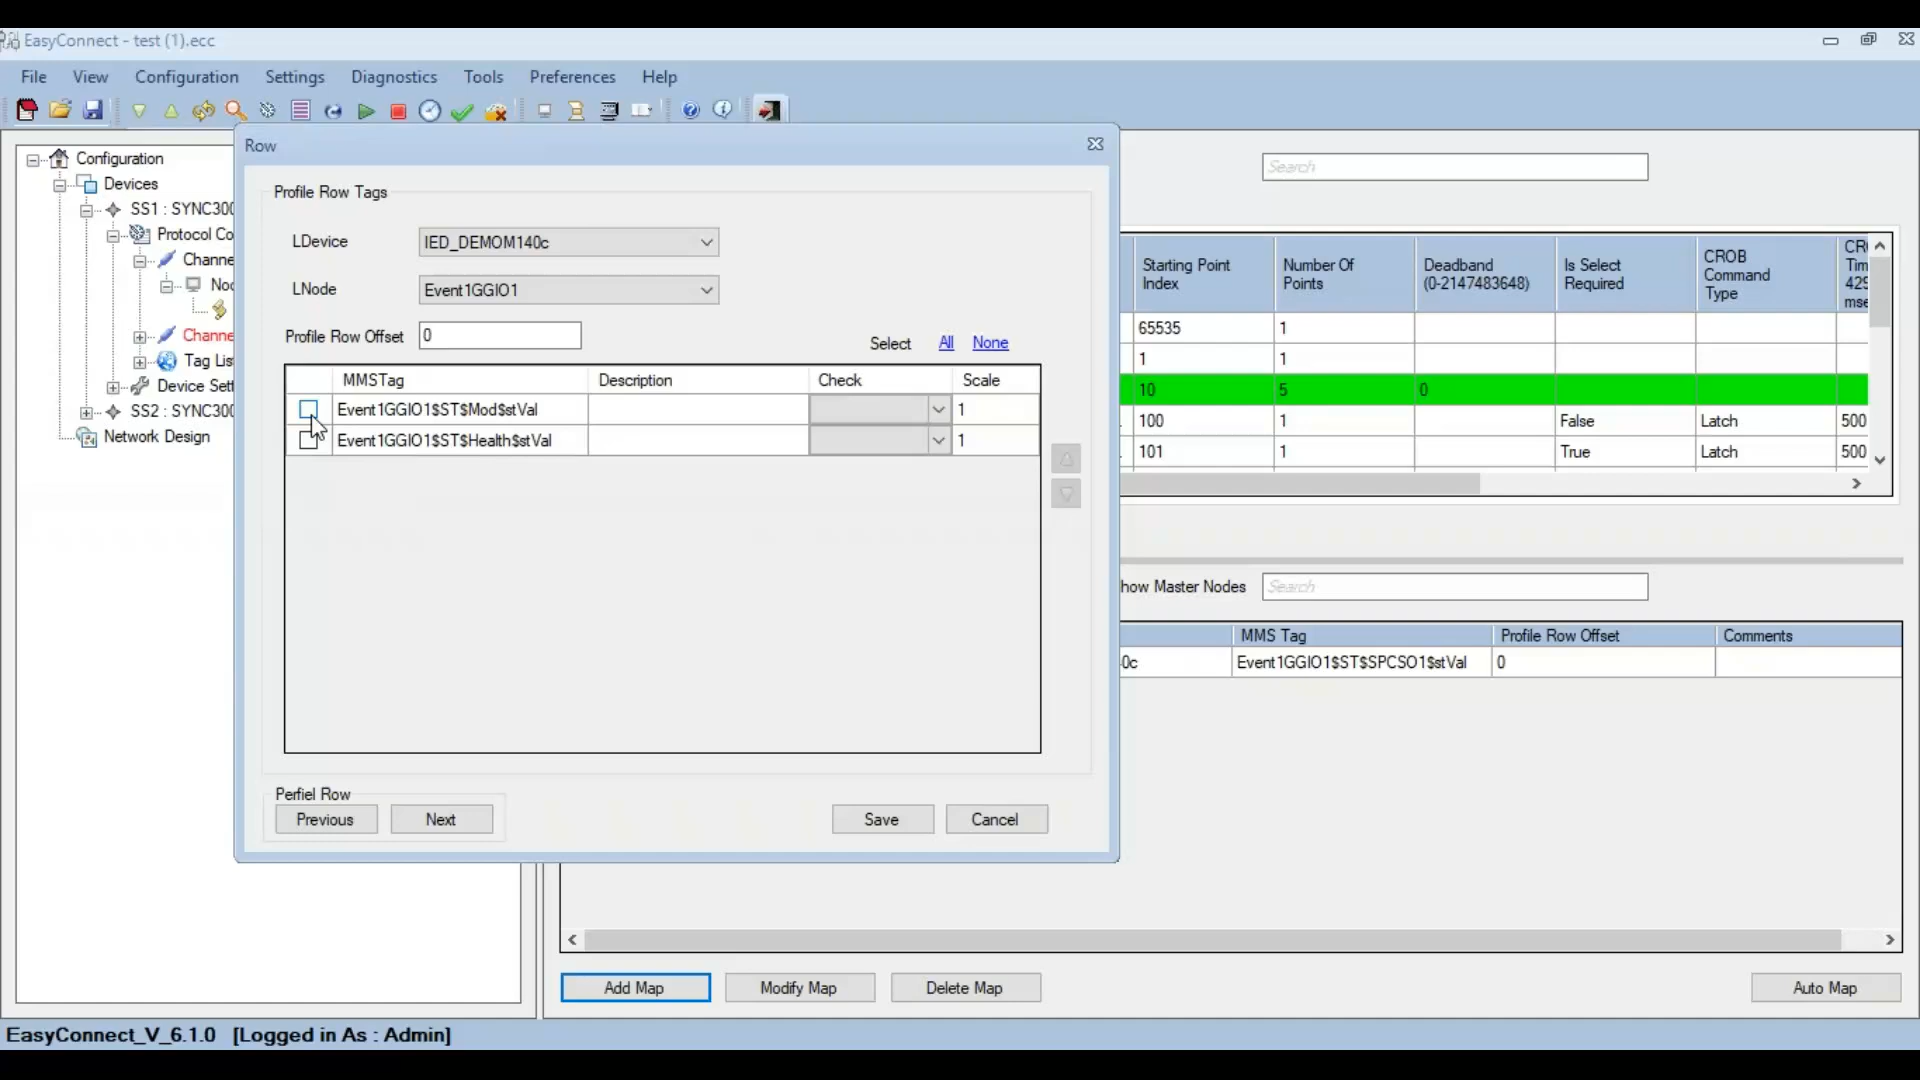 EasyConnect - test (1).ecc
File View Configuration Settings Diagnostics Tools Preferences Help
Row
Configuration
Devices
SS1 : SYNC300
Protocol Co
Channe
Noc
Channe
Tag Lis
Device Sett
SS2 : SYNC300
Network Design
Profile Row Tags
LDevice IED_DEMOM140c
LNode Event1GGIO1
Profile Row Offset 0
Select All None
MMSTag Description Check Scale
Event1GGIO1$ST$Mod$stVal 1
Event1GGIO1$ST$Health$stVal 1
Perfiel Row
Previous Next Save Cancel
Search
Starting Point Index Number Of Points Deadband (0-2147483648) Is Select Required CROB Command Type
65535 1
1 1
10 5 0
100 1 False Latch 500
101 1 True Latch 500
how Master Nodes Search
MMS Tag Profile Row Offset Comments
0c Event1GGIO1$ST$SPCSO1$stVal 0
Add Map Modify Map Delete Map Auto Map
EasyConnect_V_6.1.0 [Logged in As : Admin]